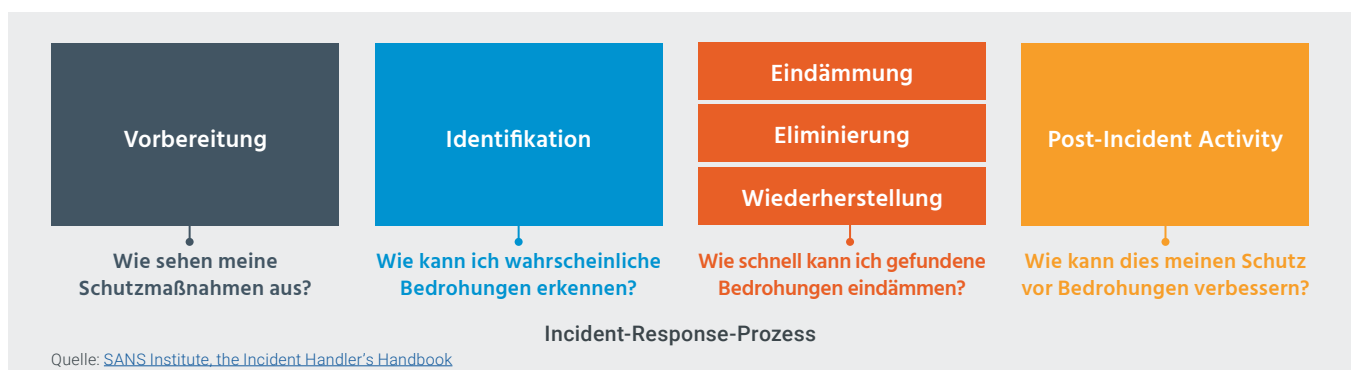 Vorbereitung
Wie sehen meine
Schutzmaßnahmen aus?
Identifikation
Wie kann ich wahrscheinliche
Bedrohungen erkennen?
Eindämmung
Eliminierung
Wiederherstellung
Wie schnell kann ich gefundene
Bedrohungen eindämmen?
Post-Incident Activity
Wie kann dies meinen Schutz
vor Bedrohungen verbessern?
Incident-Response-Prozess
Quelle: SANS Institute, the Incident Handler's Handbook